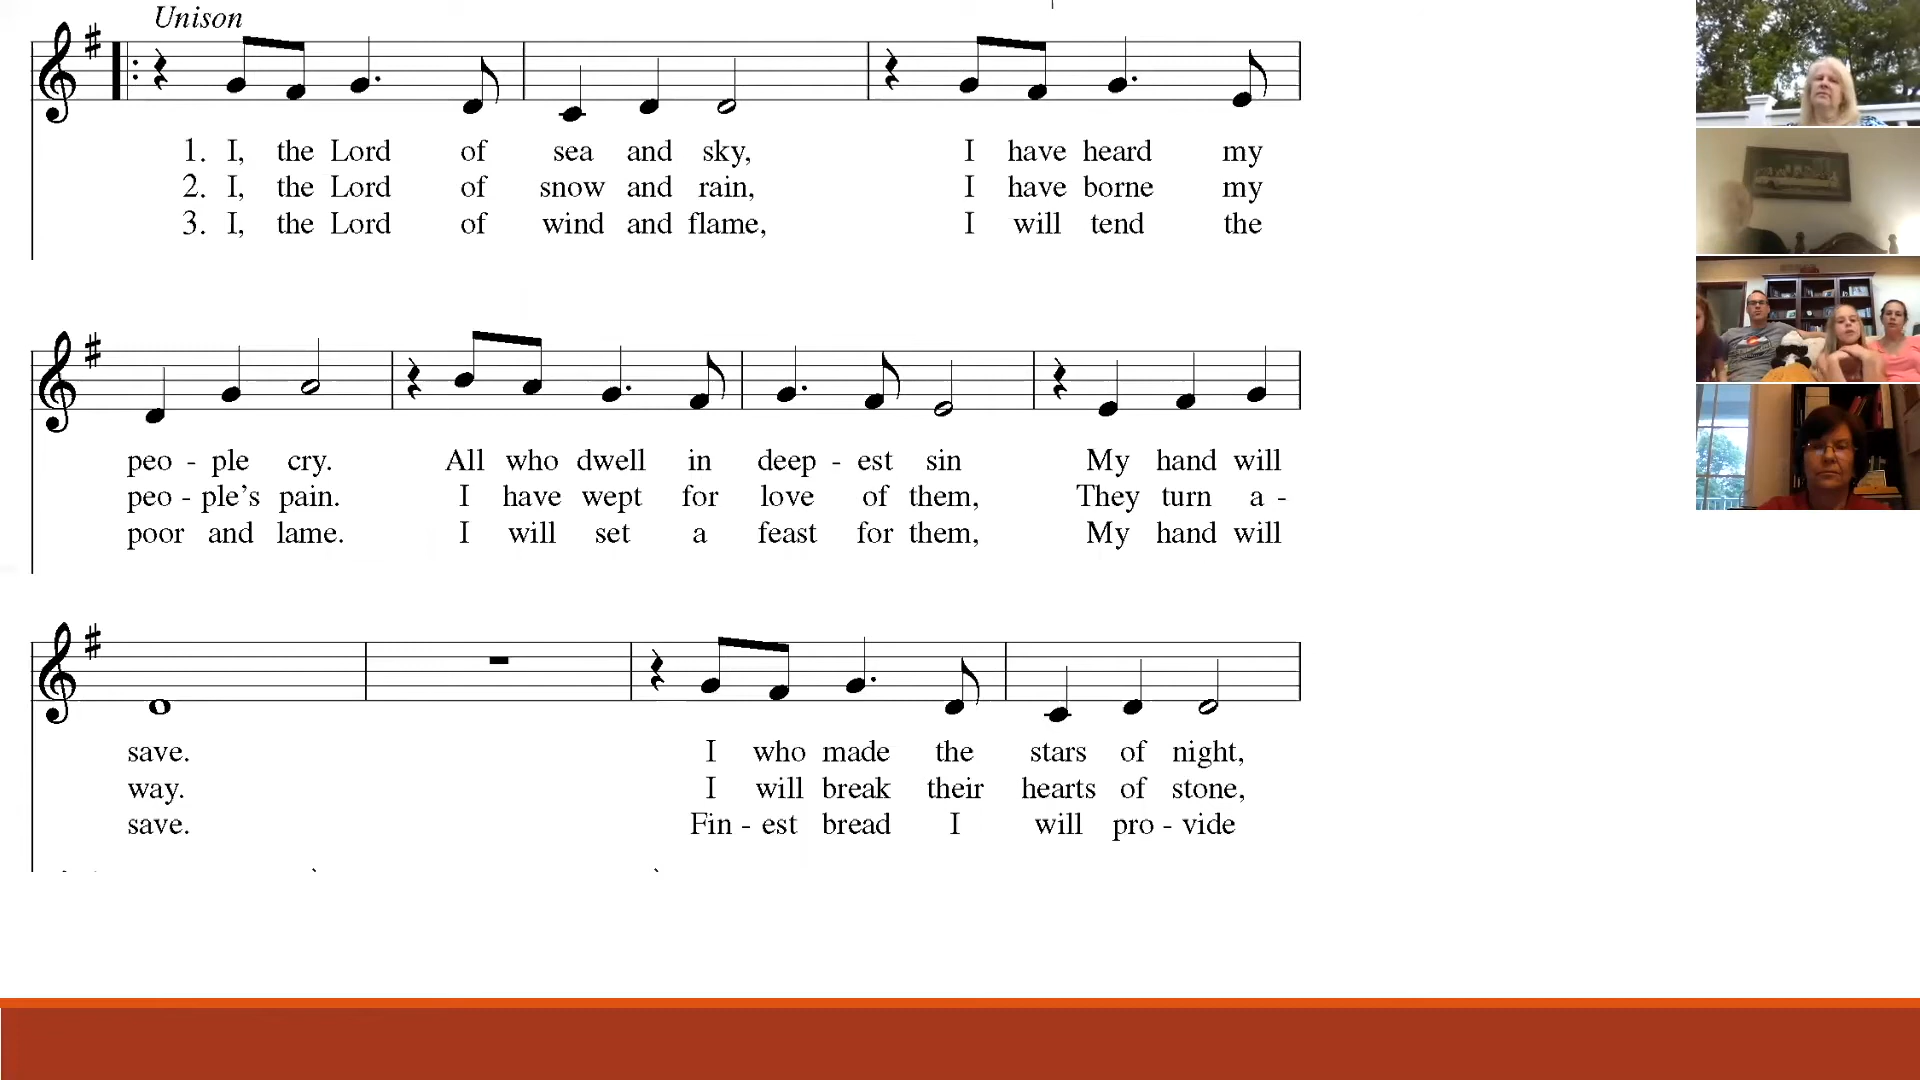 Unison
1. I, the Lord of sea and sky, I have heard my
2. I, the Lord of snow and rain, I have borne my
3. I, the Lord of wind and flame, I will tend the
peo - ple cry. All who dwell in deep - est sin My hand will
peo - ple's pain. I have wept for love of them, They turn a -
poor and lame. I will set a feast for them, My hand will
save. I who made the stars of night,
way. I will break their hearts of stone,
save. Fin - est bread I will pro - vide